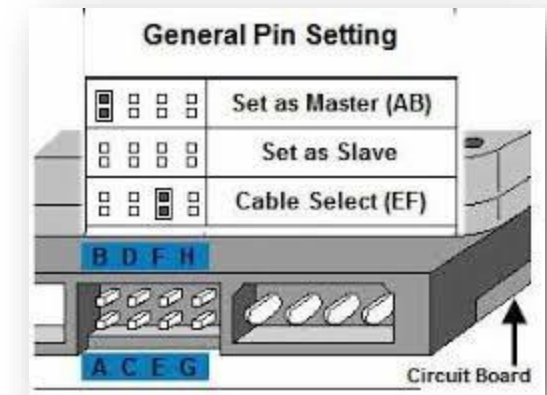 General Pin Setting
Set as Master (AB)
Set as Slave
Cable Select (EF)
B D F H
A C E G
Circuit Board